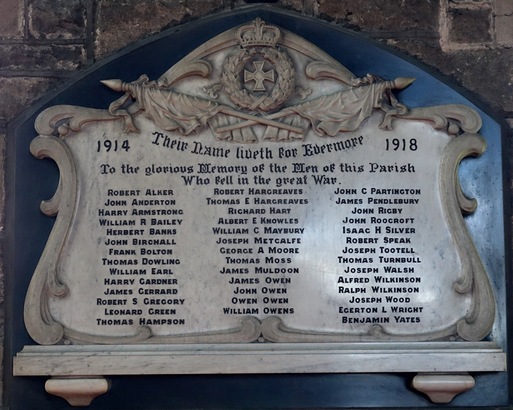 1914
Their Name liveth for Evermore
1918
To the glorious Memory of the Men of this Parish
Who fell in the great War.
ROBERT ALKER
JOHN ANDERTON
HARRY ARMSTRONG
WILLIAM R BAILEY
HERBERT BANKS
JOHN BIRCHALL
FRANK BOLTON
THOMAS DOWLING
WILLIAM EARL
HARRY GARDNER
JAMES GERRARD
ROBERT S GREGORY
LEONARD GREEN
THOMAS HAMPSON
ROBERT HARGREAVES
THOMAS E HARGREAVES
RICHARD HART
ALBERT E KNOWLES
WILLIAM C MAYBURY
JOSEPH METCALFE
GEORGE A MOORE
THOMAS MOSS
JAMES MULDOON
JAMES OWEN
JOHN OWEN
OWEN OWEN
WILLIAM OWENS
JOHN C PARTINGTON
JAMES PENDLEBURY
JOHN RIGBY
JOHN ROCROFT
ISAAC H SILVER
ROBERT SPEAK
JOSEPH TOOTELL
THOMAS TURNBULL
JOSEPH WALSH
ALFRED WILKINSON
RALPH WILKINSON
JOSEPH WOOD
EGERTON L WRIGHT
BENJAMIN YATES